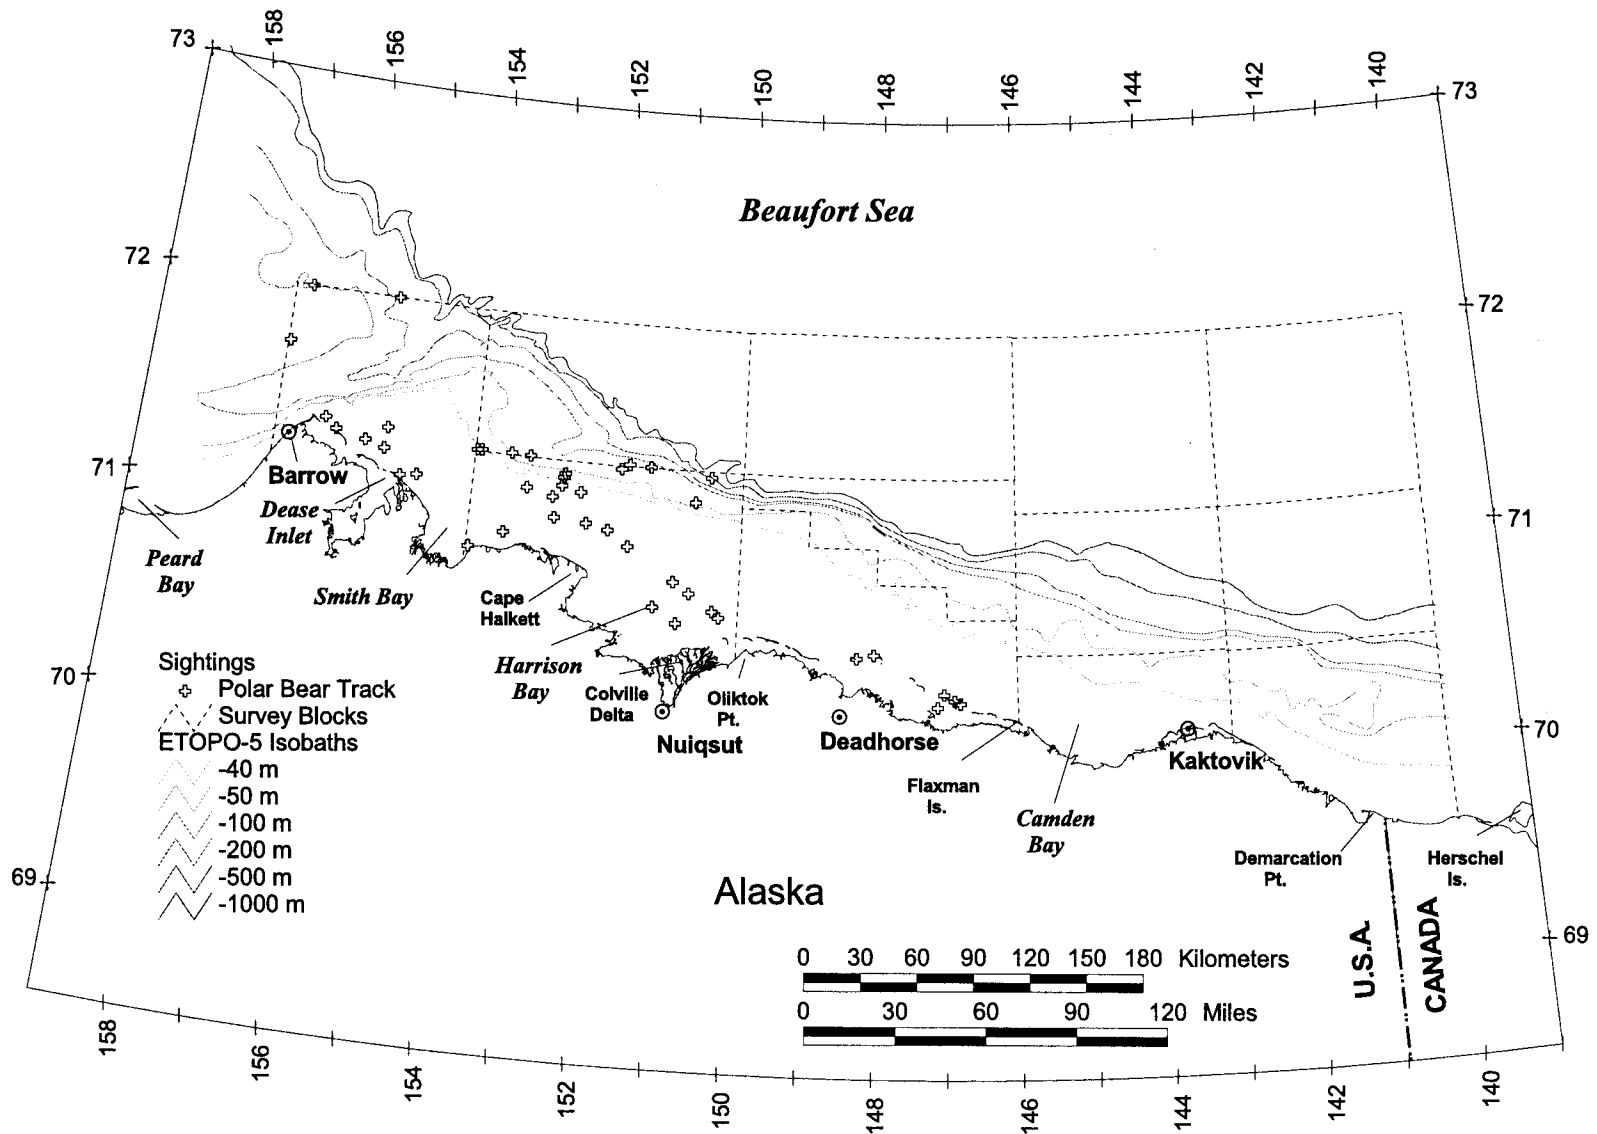 158
156
154
152
150
148
146
144
142
140
73
73
Beaufort Sea
72
72
71
71
Barrow
Dease
Inlet
Peard
Bay
Smith Bay
Cape
Halkett
Harrison
Bay
Colville
Delta
Oliktok
Pt.
Nuiqsut
Deadhorse
Flaxman
Is.
Camden
Bay
Kaktovik
Demarcation
Pt.
Herschel
Is.
70
70
Sightings
Polar Bear Track
Survey Blocks
ETOPO-5 Isobaths
-40 m
-50 m
-100 m
-200 m
-500 m
-1000 m
69
69
Alaska
U.S.A.
CANADA
0 30 60 90 120 150 180 Kilometers
0 30 60 90 120 Miles
158
156
154
152
150
148
146
144
142
140